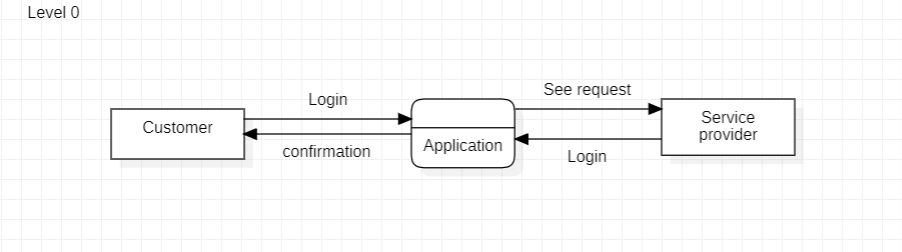 Level 0
See request
Login
Service
provider
Customer
Application
confirmation
Login